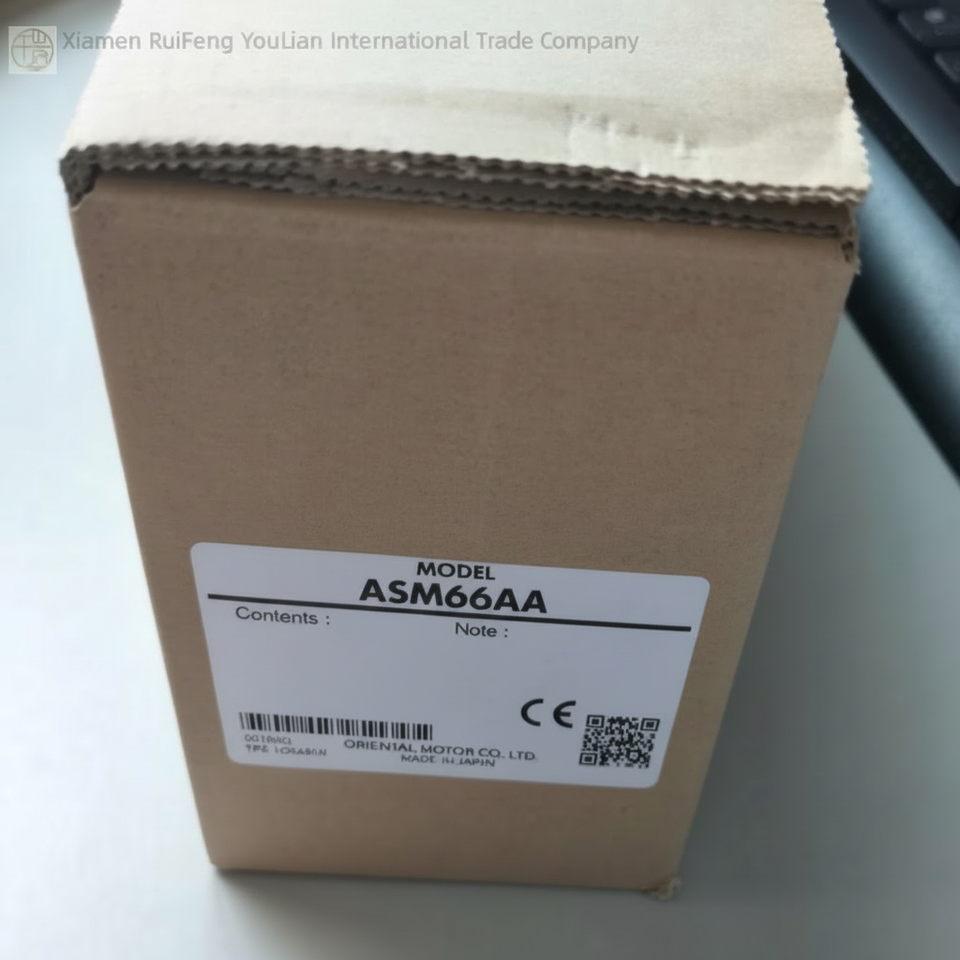 Xiamen RuiFeng YouLian International Trade Company
MODEL
ASM66AA
Contents :
Note :
CE
ORIENTAL MOTOR CO., LTD.
MADE IN JAPAN